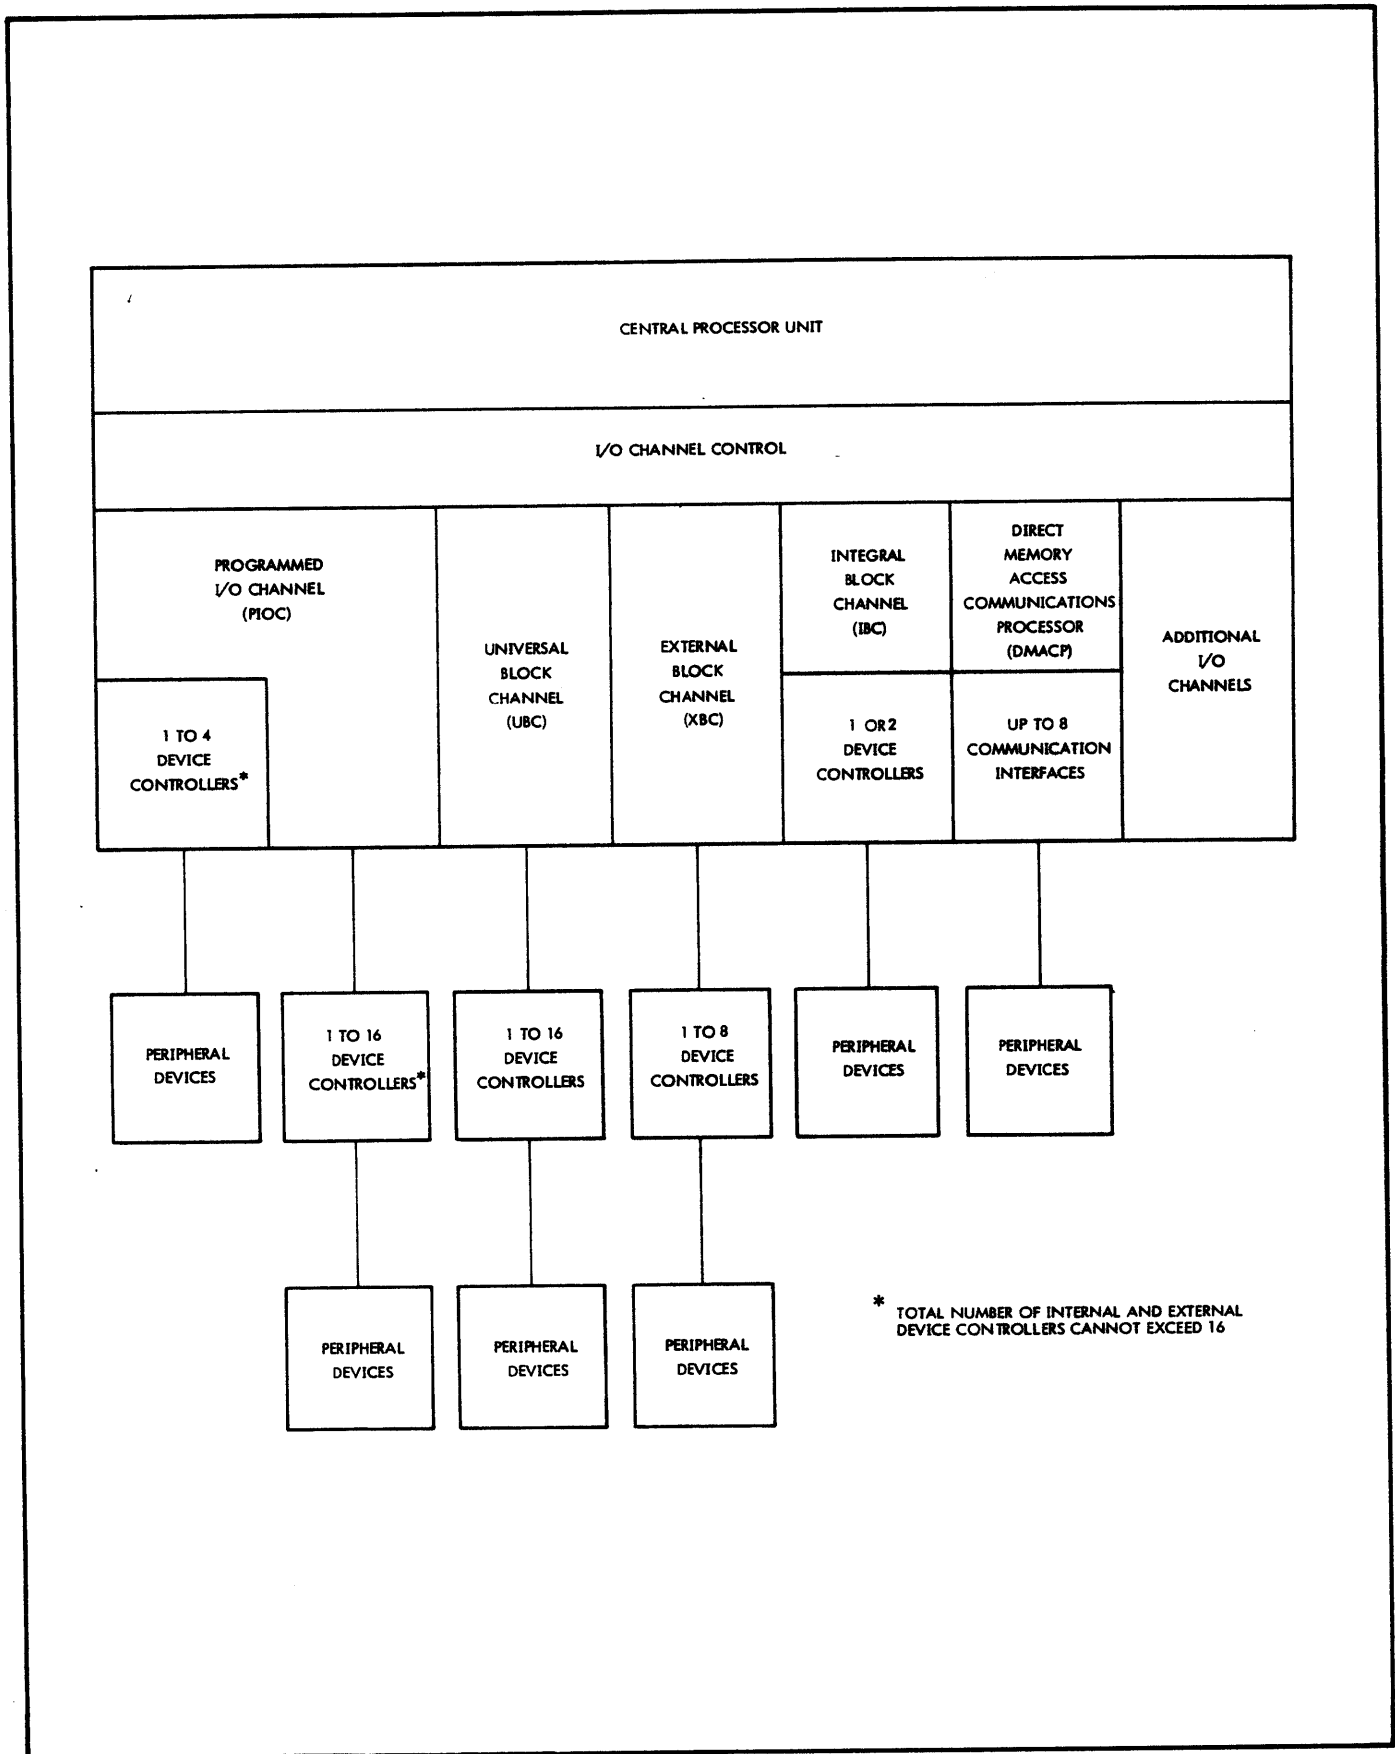 CENTRAL PROCESSOR UNIT
I/O CHANNEL CONTROL
PROGRAMMED
I/O CHANNEL
(PIOC)
1 TO 4
DEVICE
CONTROLLERS*
UNIVERSAL
BLOCK
CHANNEL
(UBC)
EXTERNAL
BLOCK
CHANNEL
(XBC)
INTEGRAL
BLOCK
CHANNEL
(IBC)
1 OR 2
DEVICE
CONTROLLERS
DIRECT
MEMORY
ACCESS
COMMUNICATIONS
PROCESSOR
(DMACP)
UP TO 8
COMMUNICATION
INTERFACES
ADDITIONAL
I/O
CHANNELS
PERIPHERAL
DEVICES
1 TO 16
DEVICE
CONTROLLERS*
1 TO 16
DEVICE
CONTROLLERS
1 TO 8
DEVICE
CONTROLLERS
PERIPHERAL
DEVICES
PERIPHERAL
DEVICES
PERIPHERAL
DEVICES
PERIPHERAL
DEVICES
PERIPHERAL
DEVICES
* TOTAL NUMBER OF INTERNAL AND EXTERNAL
DEVICE CONTROLLERS CANNOT EXCEED 16